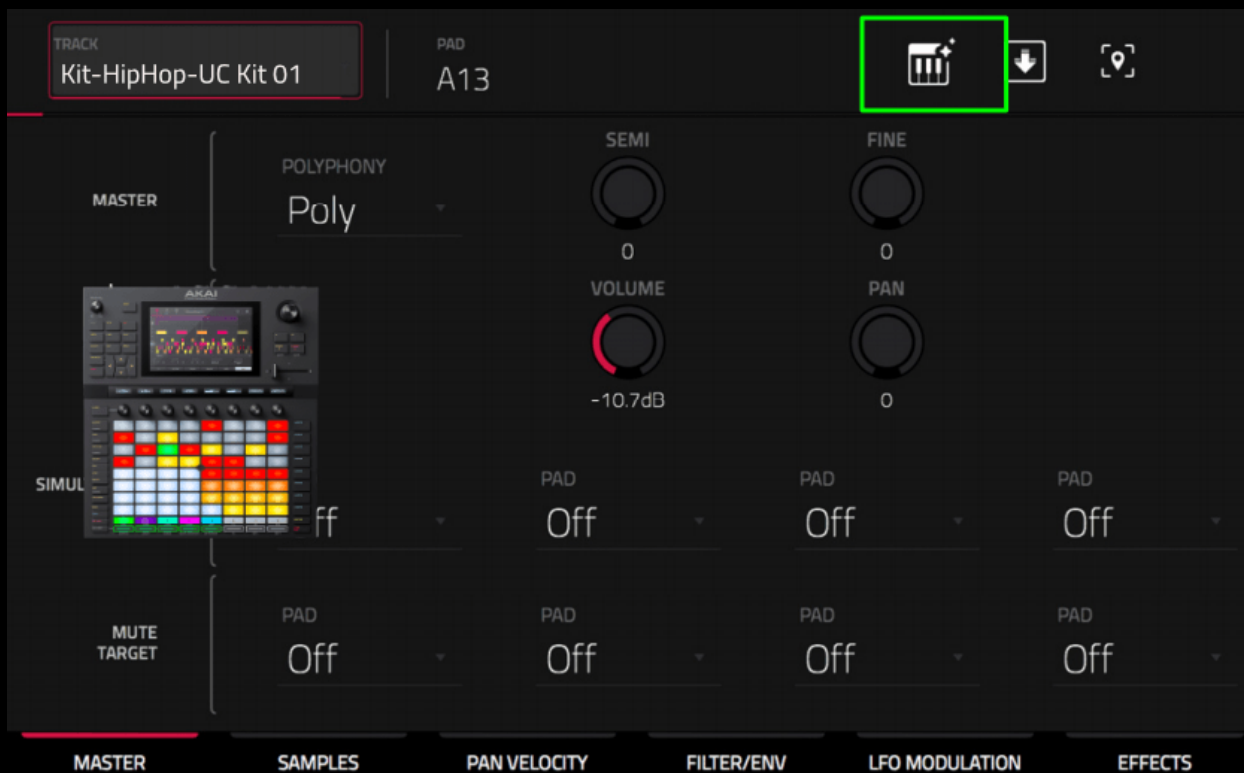 TRACK
Kit-HipHop-UC Kit 01
PAD
A13
MASTER
POLYPHONY
Poly
SEMI
0
FINE
0
VOLUME
-10.7dB
PAN
0
AKAI
SIMUL
ff
PAD
Off
PAD
Off
PAD
Off
MUTE
TARGET
PAD
Off
PAD
Off
PAD
Off
PAD
Off
MASTER
SAMPLES
PAN VELOCITY
FILTER/ENV
LFO MODULATION
EFFECTS